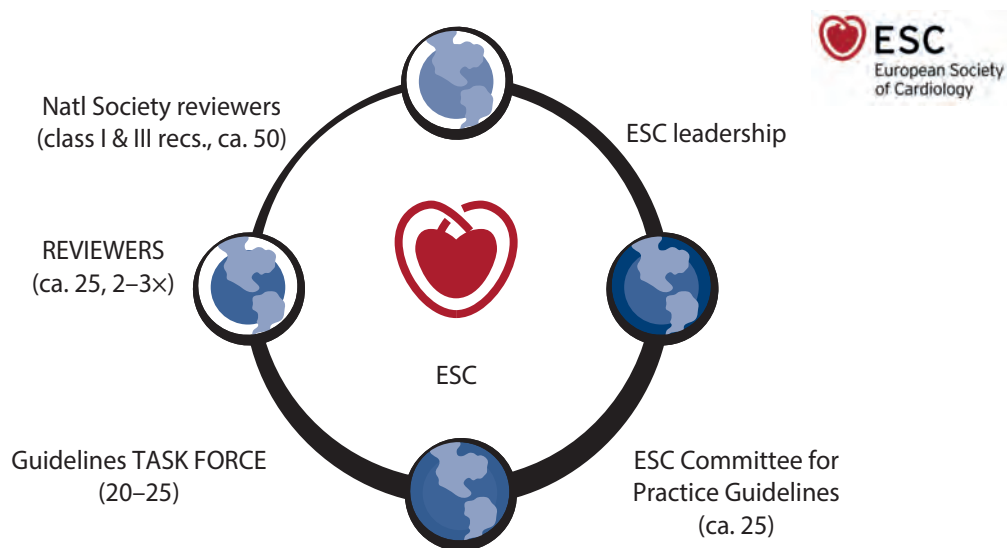 ESC
European Society
of Cardiology
Natl Society reviewers
(class I & III recs., ca. 50)
ESC leadership
REVIEWERS
(ca. 25, 2–3×)
ESC
Guidelines TASK FORCE
(20–25)
ESC Committee for
Practice Guidelines
(ca. 25)